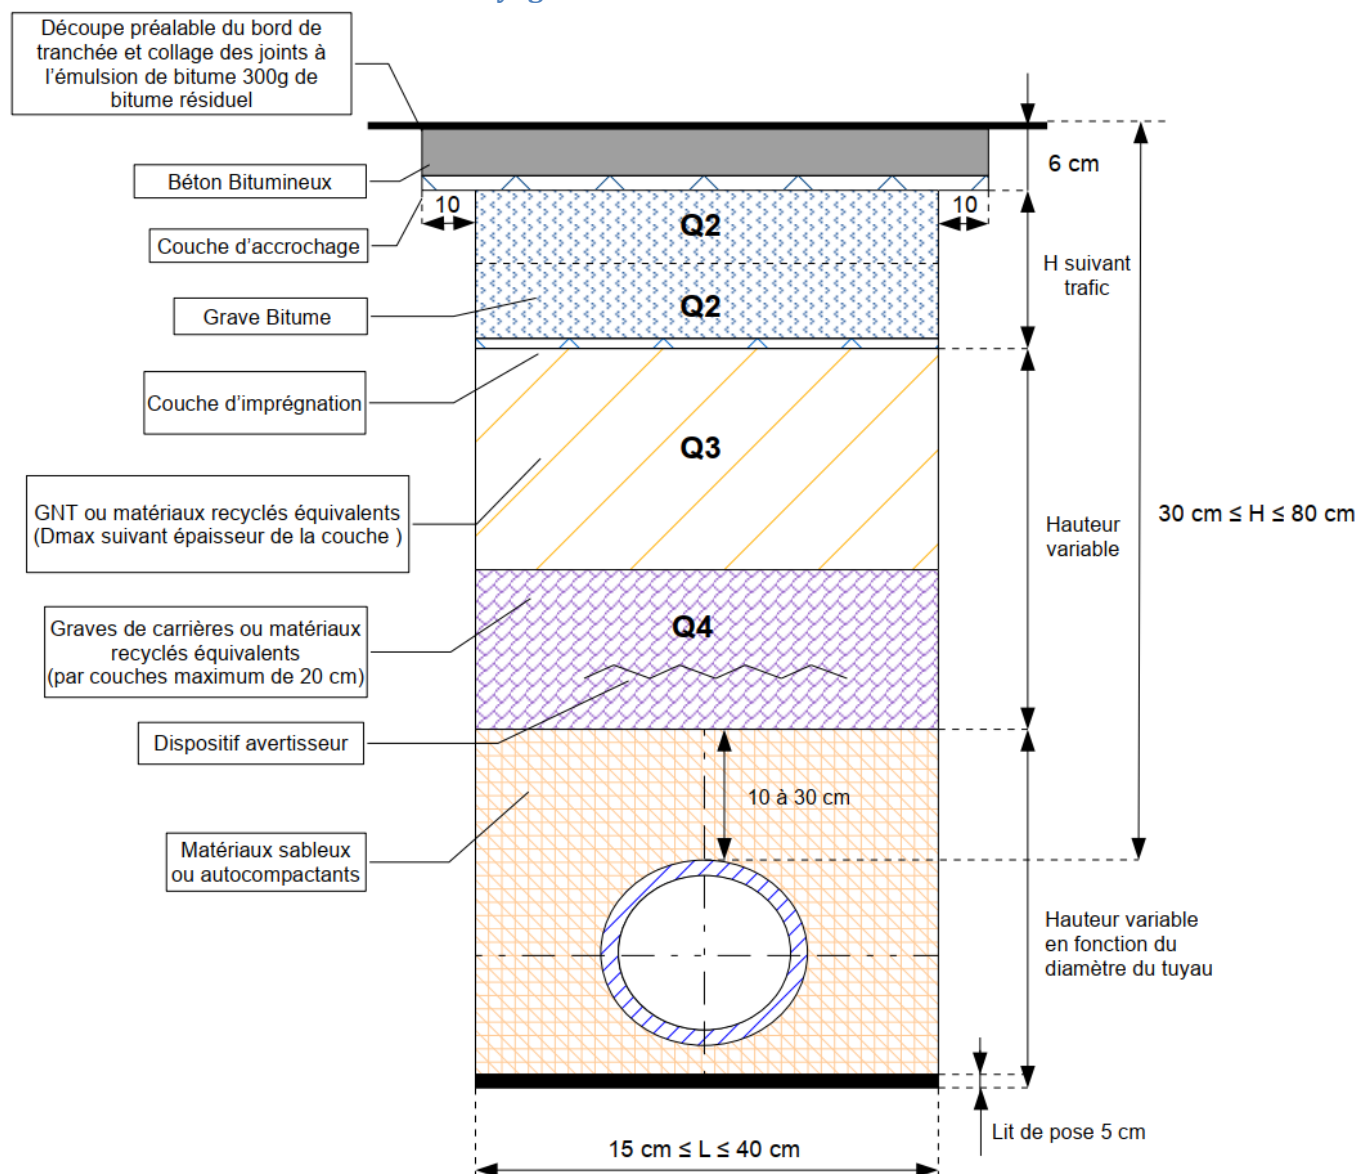 Découpe préalable du bord de
tranchée et collage des joints à
l'émulsion de bitume 300g de
bitume résiduel
6 cm
Béton Bitumineux
10
10
Q2
Couche d'accrochage
H suivant
trafic
Q2
Grave Bitume
Couche d'imprégnation
Q3
GNT ou matériaux recyclés équivalents
(Dmax suivant épaisseur de la couche )
Hauteur
variable
30 cm ≤ H ≤ 80 cm
Graves de carrières ou matériaux
recyclés équivalents
(par couches maximum de 20 cm)
Q4
Dispositif avertisseur
10 à 30 cm
Matériaux sableux
ou autocompactants
Hauteur variable
en fonction du
diamètre du tuyau
Lit de pose 5 cm
15 cm ≤ L ≤ 40 cm